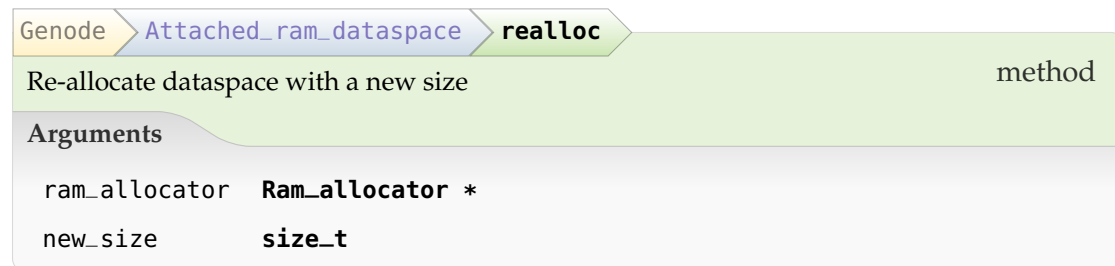 Genode Attached_ram_dataspace realloc
Re-allocate dataspace with a new size method
Arguments
ram_allocator Ram_allocator *
new_size size_t